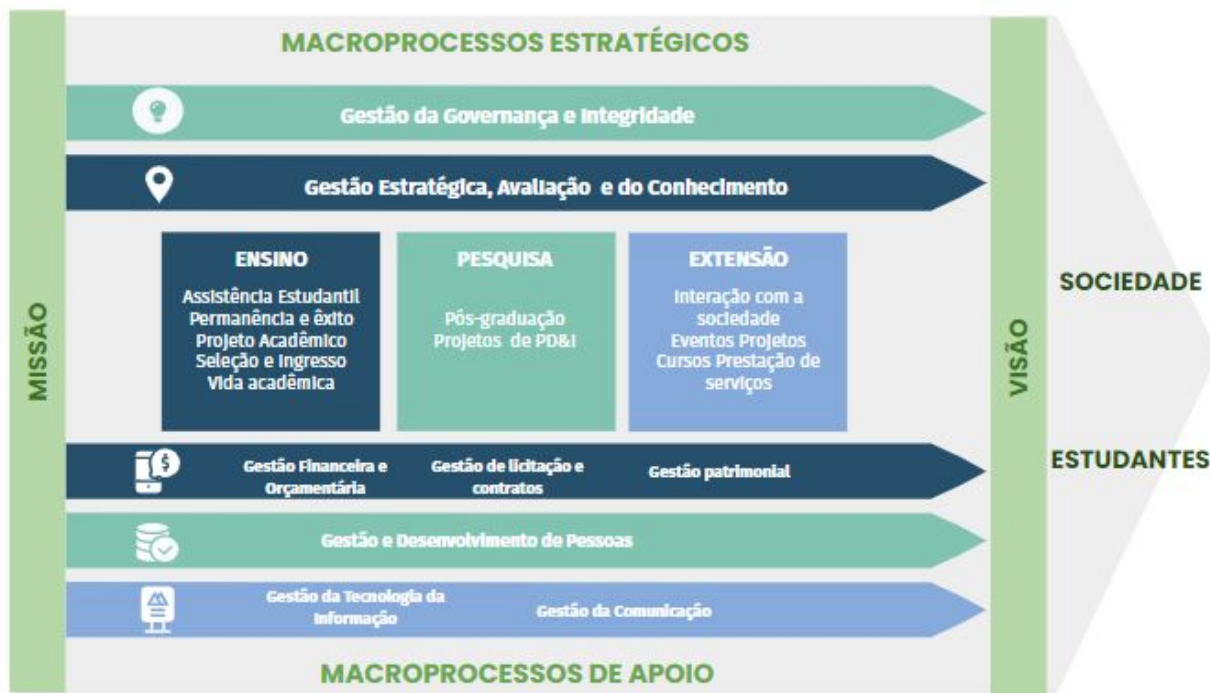 MACROPROCESSOS ESTRATÉGICOS
Gestão da Governança e Integridade
Gestão Estratégica, Avaliação e do Conhecimento
MISSÃO
ENSINO
Assistência Estudantil
Permanência e êxito
Projeto Acadêmico
Seleção e Ingresso
Vida acadêmica
PESQUISA
Pós-graduação
Projetos de PD&I
EXTENSÃO
Interação com a
sociedade
Eventos Projetos
Cursos Prestação de
serviços
VISÃO
SOCIEDADE
ESTUDANTES
Gestão Financeira e
Orçamentária
Gestão de licitação e
contratos
Gestão patrimonial
Gestão e Desenvolvimento de Pessoas
Gestão da Tecnologia da
Informação
Gestão da Comunicação
MACROPROCESSOS DE APOIO